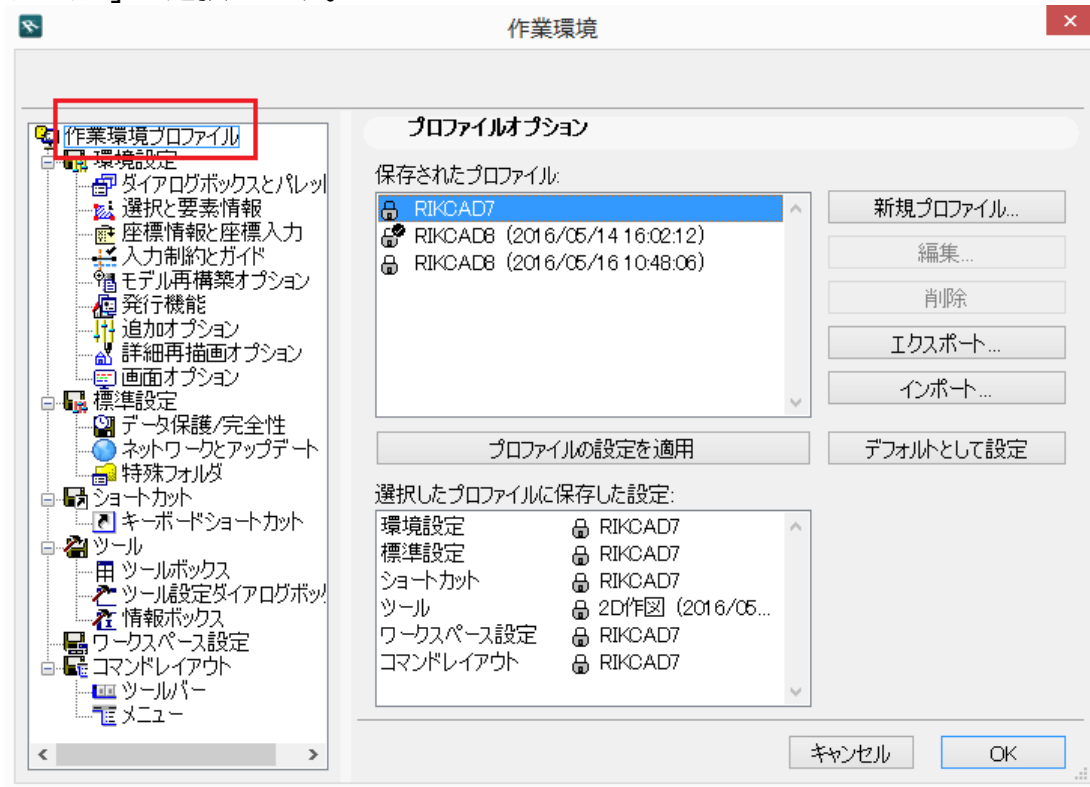 作業環境
作業環境プロファイル
環境設定
ダイアログボックスとパレッ
選択と要素情報
座標情報と座標入力
入力制約とガイド
モデル再構築オプション
発行機能
追加オプション
詳細再描画オプション
画面オプション
標準設定
データ保護/完全性
ネットワークとアップデート
特殊フォルダ
ショートカット
キーボードショートカット
ツール
ツールボックス
ツール設定ダイアログボッ
情報ボックス
ワークスペース設定
コマンドレイアウト
ツールバー
メニュー
プロファイルオプション
保存されたプロファイル:
RIKCAD7
RIKCAD8 (2016/05/14 16:02:12)
RIKCAD8 (2016/05/16 10:48:06)
新規プロファイル...
編集...
削除
エクスポート...
インポート...
プロファイルの設定を適用
デフォルトとして設定
選択したプロファイルに保存した設定:
環境設定 RIKCAD7
標準設定 RIKCAD7
ショートカット RIKCAD7
ツール 2D作図 (2016/05...
ワークスペース設定 RIKCAD7
コマンドレイアウト RIKCAD7
キャンセル
OK